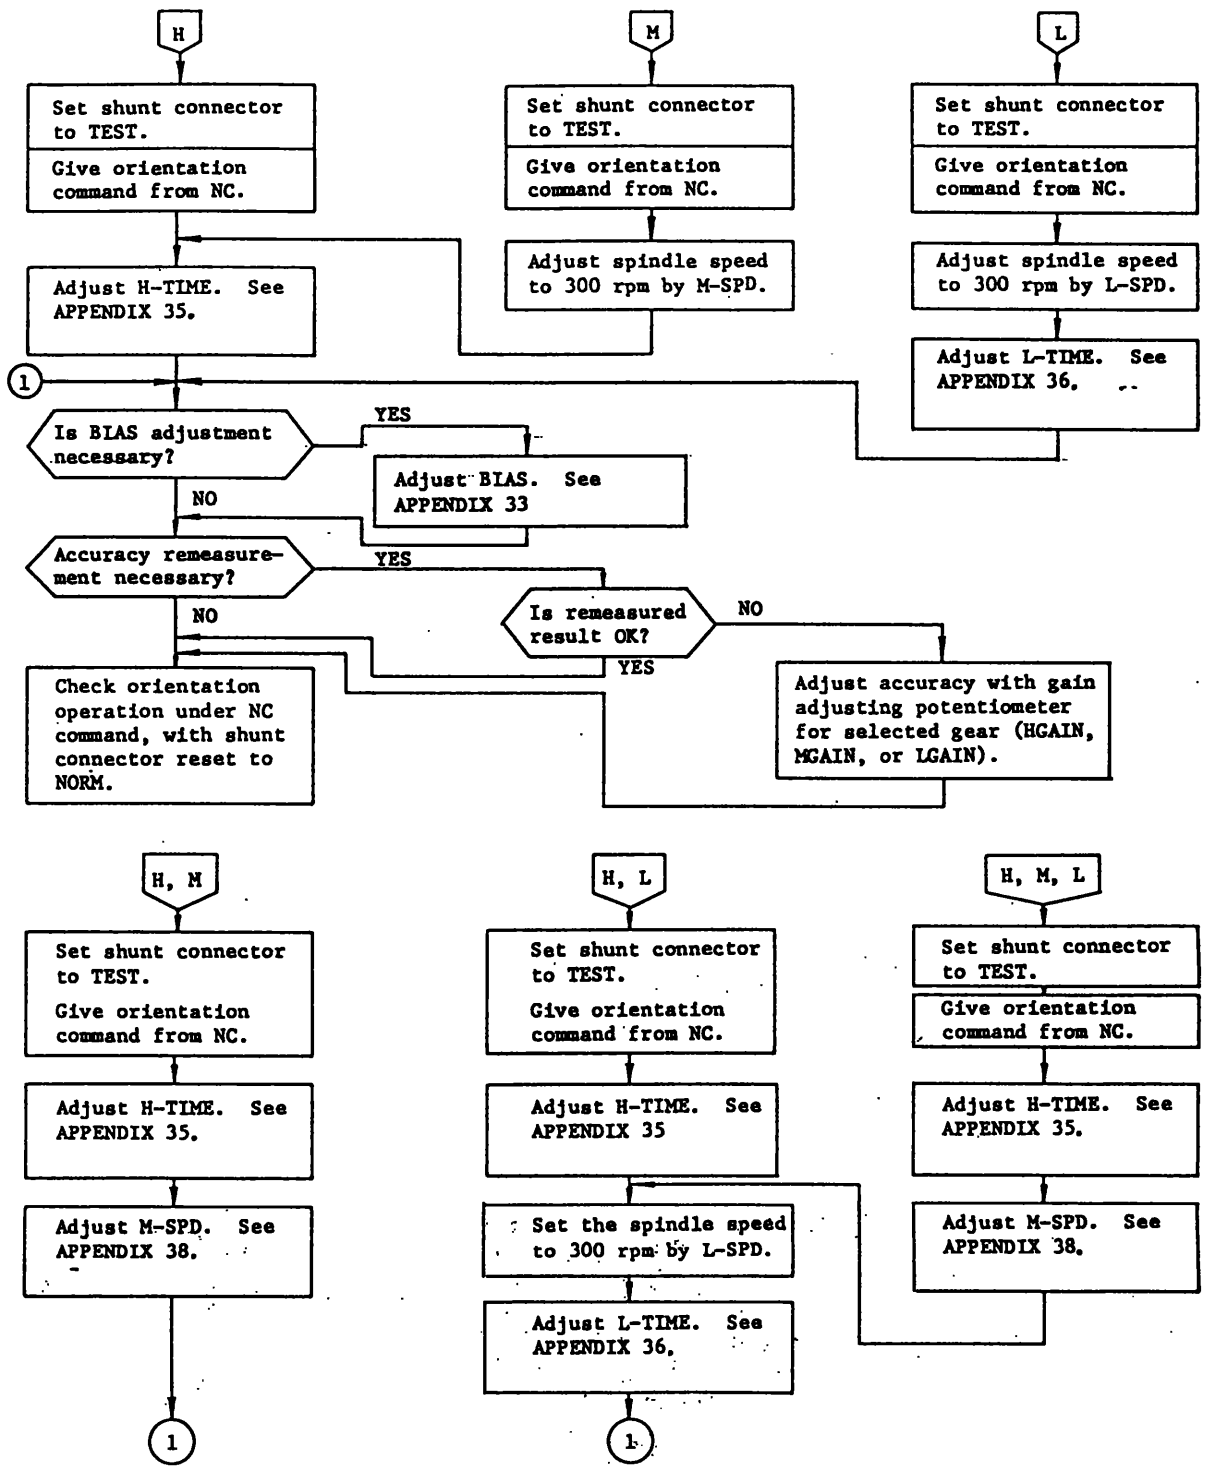 H
Set shunt connector
to TEST.
Give orientation
command from NC.
Adjust H-TIME. See
APPENDIX 35.
M
Set shunt connector
to TEST.
Give orientation
command from NC.
Adjust spindle speed
to 300 rpm by M-SPD.
L
Set shunt connector
to TEST.
Give orientation
command from NC.
Adjust spindle speed
to 300 rpm by L-SPD.
Adjust L-TIME. See
APPENDIX 36.
1
Is BIAS adjustment
necessary?
YES
Adjust BIAS. See
APPENDIX 33
NO
Accuracy remeasure-
ment necessary?
YES
NO
Is remeasured
result OK?
NO
YES
Check orientation
operation under NC
command, with shunt
connector reset to
NORM.
Adjust accuracy with gain
adjusting potentiometer
for selected gear (HGAIN,
MGAIN, or LGAIN).
H, M
Set shunt connector
to TEST.
Give orientation
command from NC.
Adjust H-TIME. See
APPENDIX 35.
Adjust M-SPD. See
APPENDIX 38.
1
H, L
Set shunt connector
to TEST.
Give orientation
command from NC.
Adjust H-TIME. See
APPENDIX 35
Set the spindle speed
to 300 rpm by L-SPD.
Adjust L-TIME. See
APPENDIX 36.
1
H, M, L
Set shunt connector
to TEST.
Give orientation
command from NC.
Adjust H-TIME. See
APPENDIX 35.
Adjust M-SPD. See
APPENDIX 38.